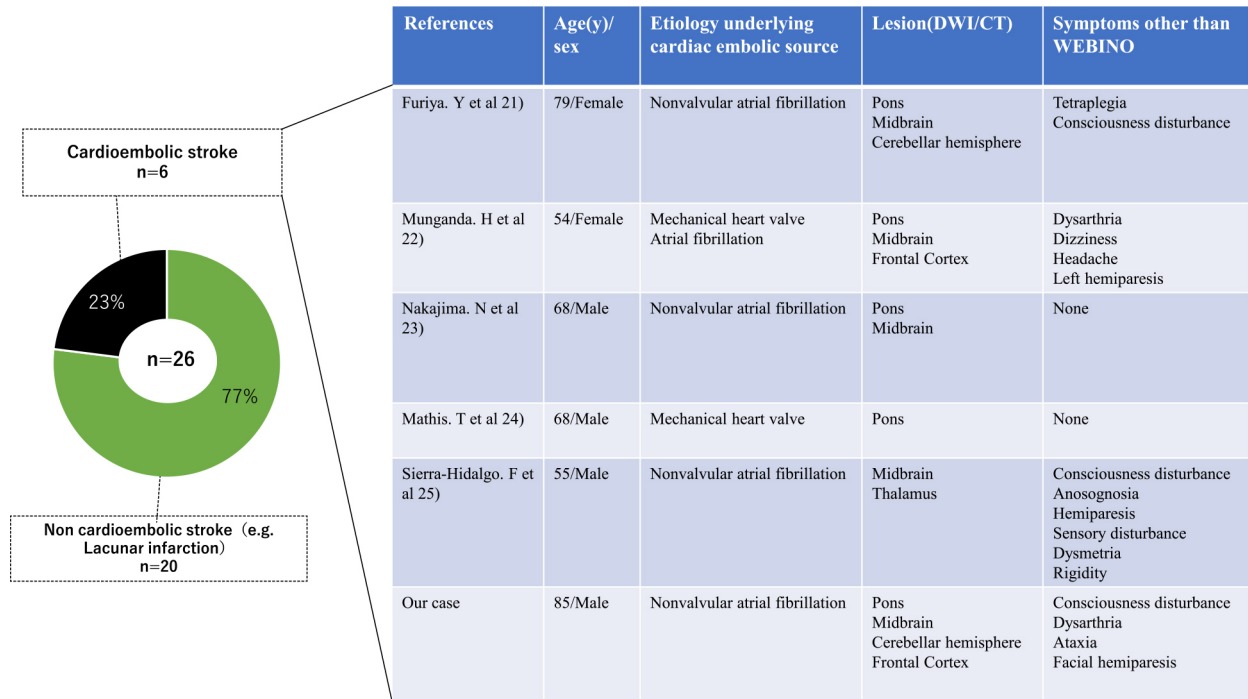 Cardioembolic stroke
n=6
23%
n=26
77%
Non cardioembolic stroke（e.g.
Lacunar infarction）
n=20
References
Age(y)/
sex
Etiology underlying
cardiac embolic source
Lesion(DWI/CT)
Symptoms other than
WEBINO
Furiya. Y et al 21)
79/Female
Nonvalvular atrial fibrillation
Pons
Midbrain
Cerebellar hemisphere
Tetraplegia
Consciousness disturbance
Munganda. H et al
22)
54/Female
Mechanical heart valve
Atrial fibrillation
Pons
Midbrain
Frontal Cortex
Dysarthria
Dizziness
Headache
Left hemiparesis
Nakajima. N et al
23)
68/Male
Nonvalvular atrial fibrillation
Pons
Midbrain
None
Mathis. T et al 24)
68/Male
Mechanical heart valve
Pons
None
Sierra-Hidalgo. F et
al 25)
55/Male
Nonvalvular atrial fibrillation
Midbrain
Thalamus
Consciousness disturbance
Anosognosia
Hemiparesis
Sensory disturbance
Dysmetria
Rigidity
Our case
85/Male
Nonvalvular atrial fibrillation
Pons
Midbrain
Cerebellar hemisphere
Frontal Cortex
Consciousness disturbance
Dysarthria
Ataxia
Facial hemiparesis